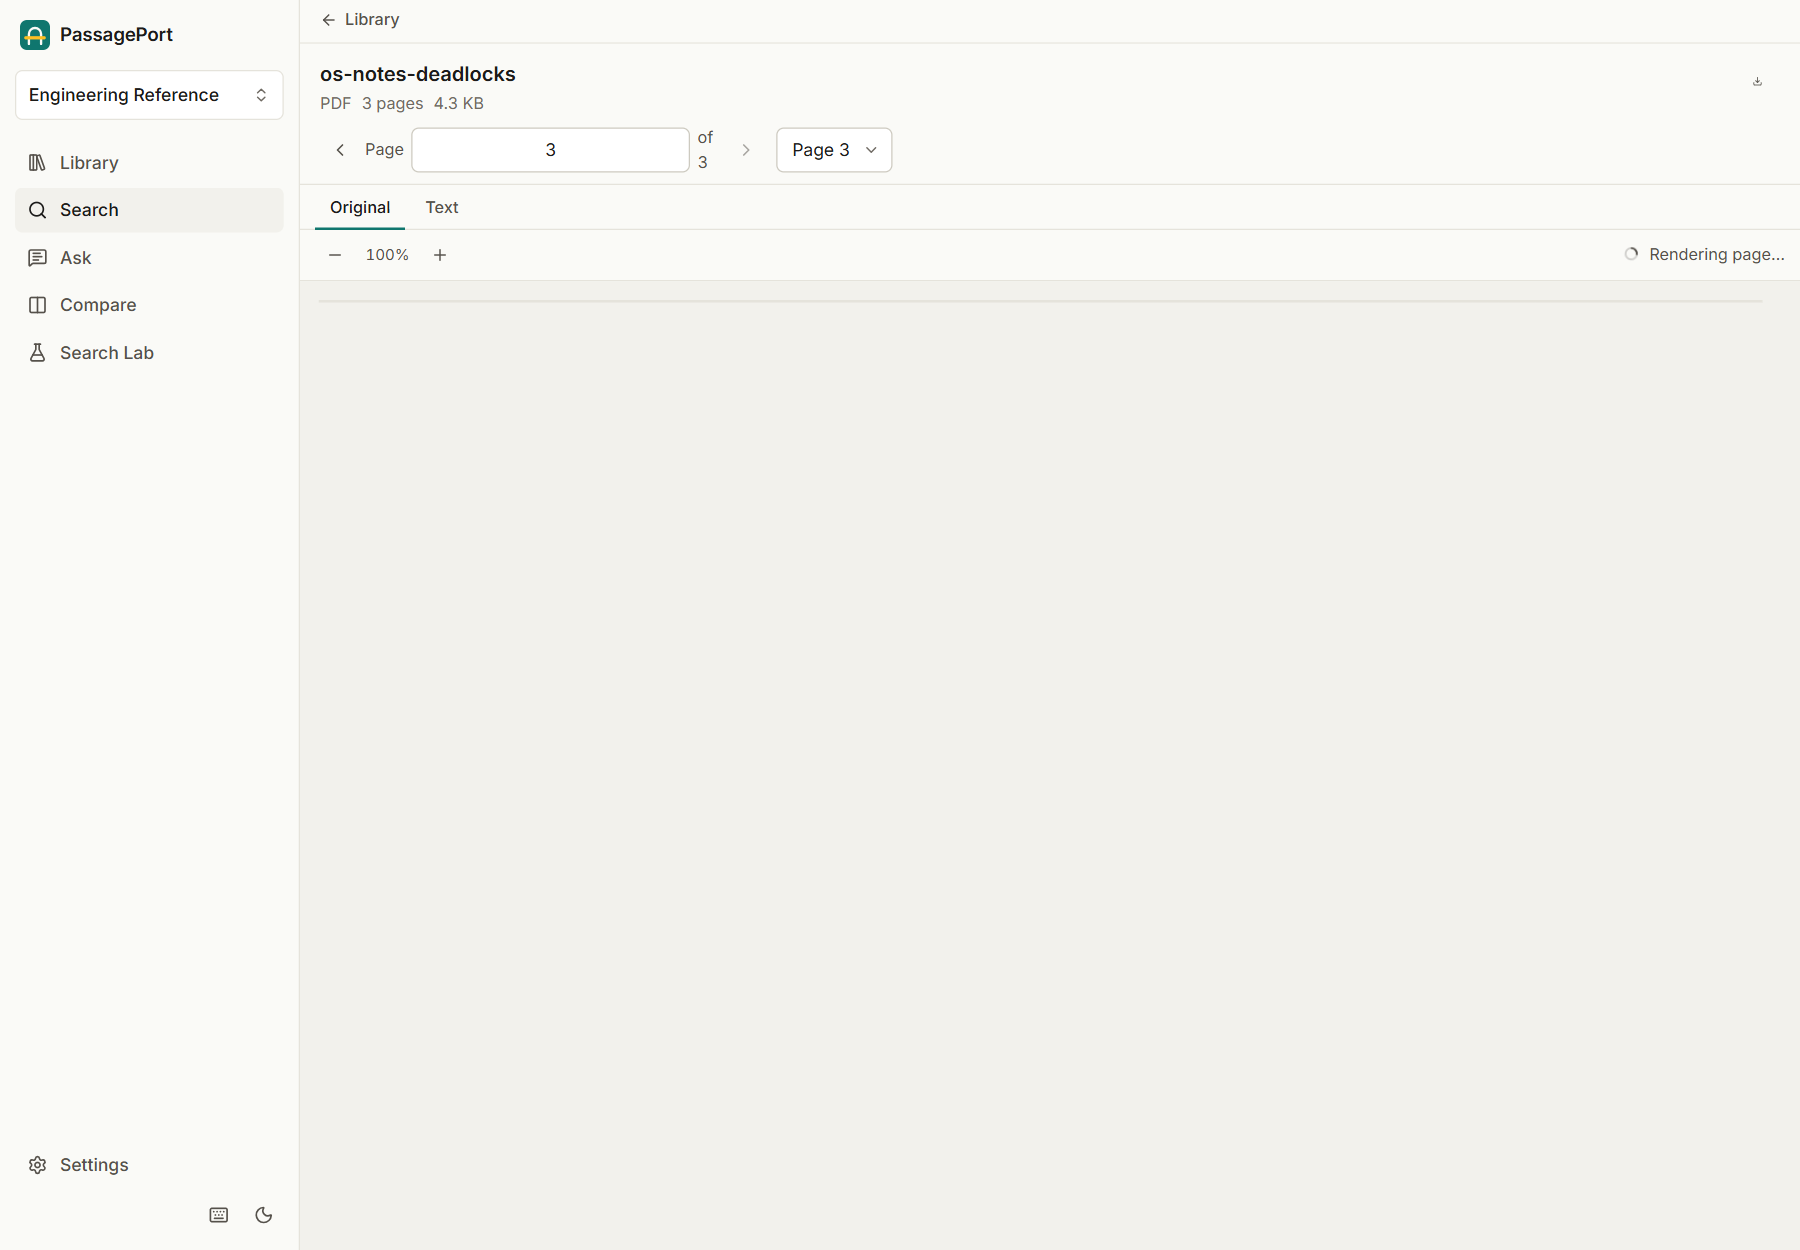 PassagePort
Engineering Reference
Library
Search
Ask
Compare
Search Lab
Settings
Library
os-notes-deadlocks
PDF 3 pages 4.3 KB
Page 3 of 3 Page 3
Original Text
100% Rendering page...